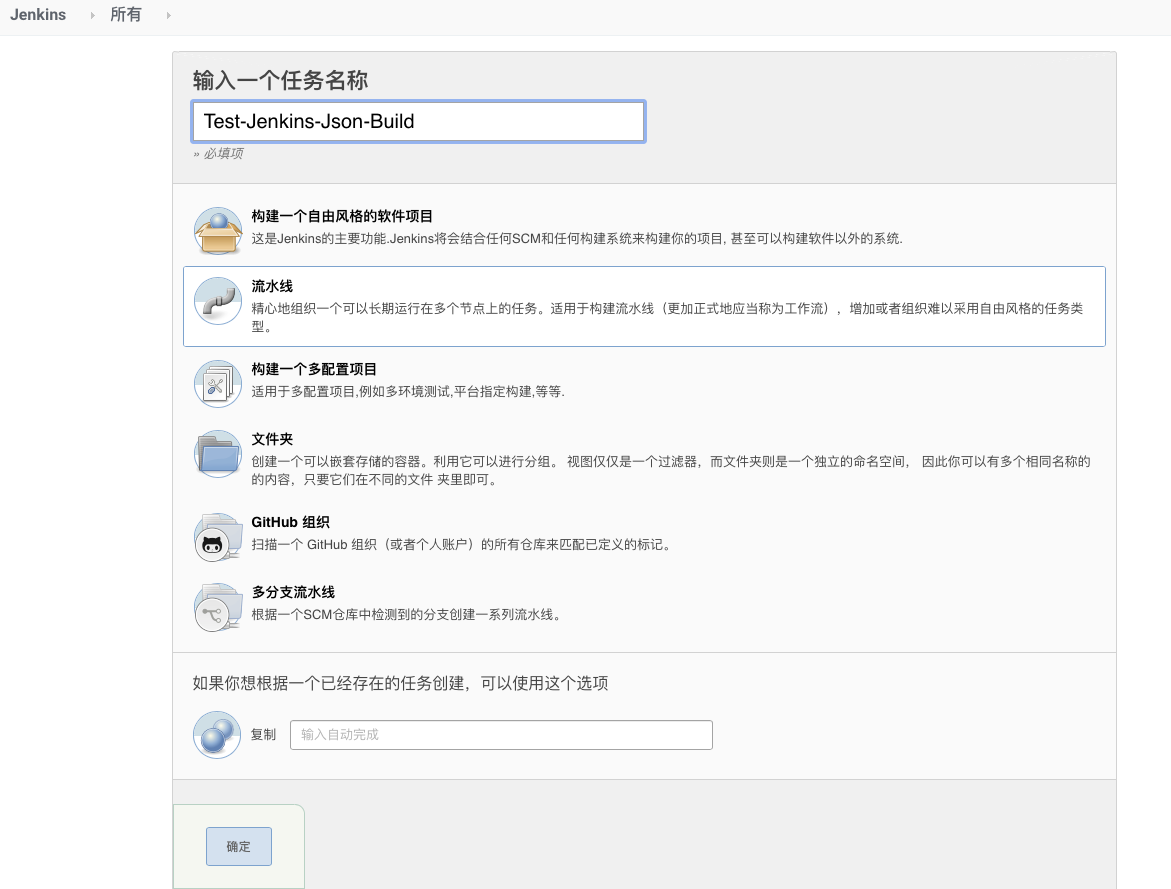 Jenkins 所有
输入一个任务名称
Test-Jenkins-Json-Build
» 必填项
构建一个自由风格的软件项目
这是Jenkins的主要功能.Jenkins将会结合任何SCM和任何构建系统来构建你的项目, 甚至可以构建软件以外的系统.
流水线
精心地组织一个可以长期运行在多个节点上的任务。适用于构建流水线（更加正式地应当称为工作流），增加或者组织难以采用自由风格的任务类
型。
构建一个多配置项目
适用于多配置项目,例如多环境测试,平台指定构建,等等.
文件夹
创建一个可以嵌套存储的容器。利用它可以进行分组。 视图仅仅是一个过滤器，而文件夹则是一个独立的命名空间， 因此你可以有多个相同名称的
的内容，只要它们在不同的文件 夹里即可。
GitHub 组织
扫描一个 GitHub 组织（或者个人账户）的所有仓库来匹配已定义的标记。
多分支流水线
根据一个SCM仓库中检测到的分支创建一系列流水线。
如果你想根据一个已经存在的任务创建，可以使用这个选项
复制 输入自动完成
确定